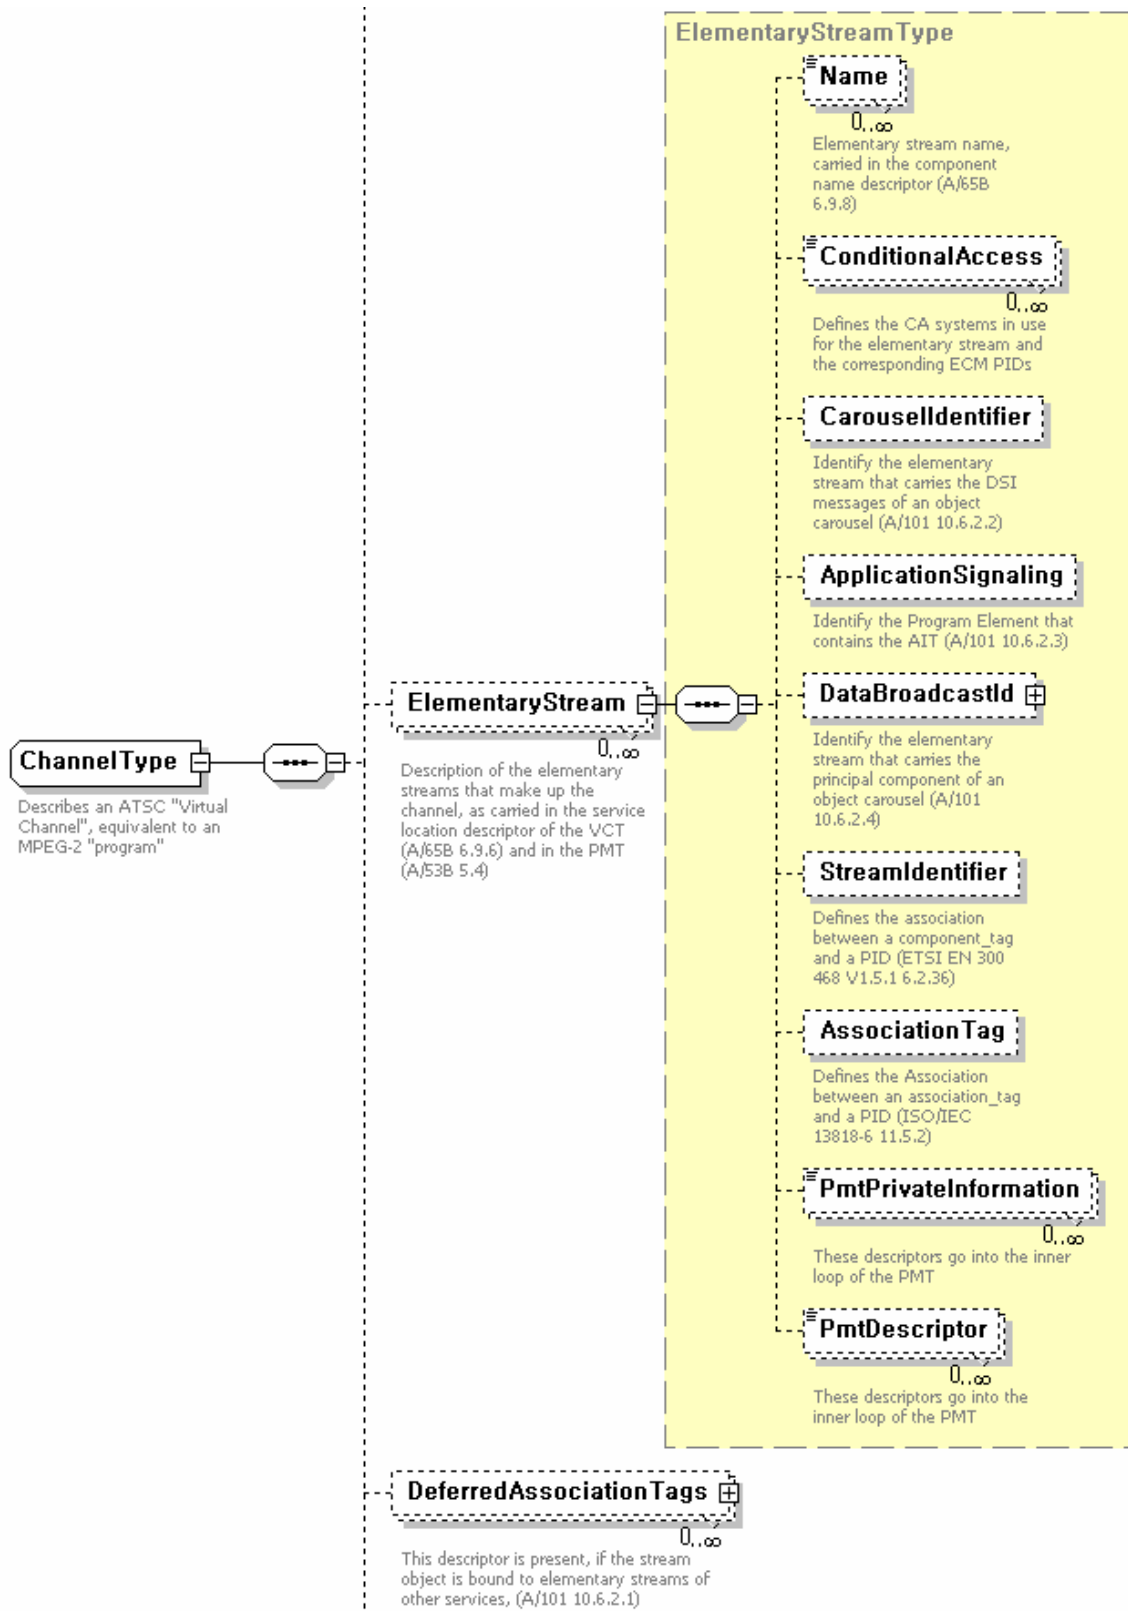 ElementaryStreamType
Name
0..∞
Elementary stream name,
carried in the component
name descriptor (A/65B
6.9.8)
ConditionalAccess
0..∞
Defines the CA systems in use
for the elementary stream and
the corresponding ECM PIDs
CarouselIdentifier
Identify the elementary
stream that carries the DSI
messages of an object
carousel (A/101 10.6.2.2)
ApplicationSignaling
Identify the Program Element that
contains the AIT (A/101 10.6.2.3)
DataBroadcastId
Identify the elementary
stream that carries the
principal component of an
object carousel (A/101
10.6.2.4)
StreamIdentifier
Defines the association
between a component_tag
and a PID (ETSI EN 300
468 V1.5.1 6.2.36)
AssociationTag
Defines the Association
between an association_tag
and a PID (ISO/IEC
13818-6 11.5.2)
PmtPrivateInformation
0..∞
These descriptors go into the inner
loop of the PMT
PmtDescriptor
0..∞
These descriptors go into the
inner loop of the PMT
ElementaryStream
0..∞
Description of the elementary
streams that make up the
channel, as carried in the service
location descriptor of the VCT
(A/65B 6.9.6) and in the PMT
(A/53B 5.4)
ChannelType
Describes an ATSC "Virtual
Channel", equivalent to an
MPEG-2 "program"
DeferredAssociationTags
0..∞
This descriptor is present, if the stream
object is bound to elementary streams of
other services, (A/101 10.6.2.1)